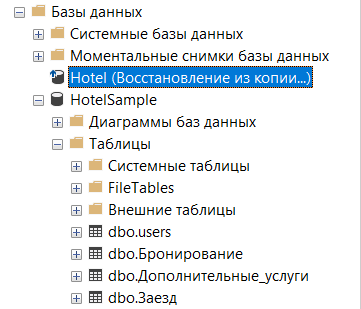 Базы данных
Системные базы данных
Моментальные снимки базы данных
Hotel (Восстановление из копии...)
HotelSample
Диаграммы баз данных
Таблицы
Системные таблицы
FileTables
Внешние таблицы
dbo.users
dbo.Бронирование
dbo.Дополнительные_услуги
dbo.Заезд